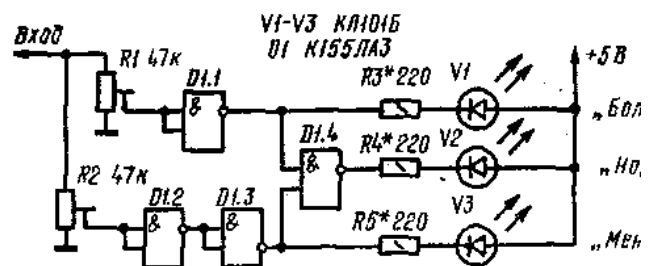 V1-V3 КЛ101Б
D1 К155ЛА3
Вход
R1 47к
D1.1
&
R3*220
V1
+5 В
„Бол
D1.4
&
R4*220
V2
„Но
R2 47к
D1.2
&
D1.3
&
R5*220
V3
„Мен